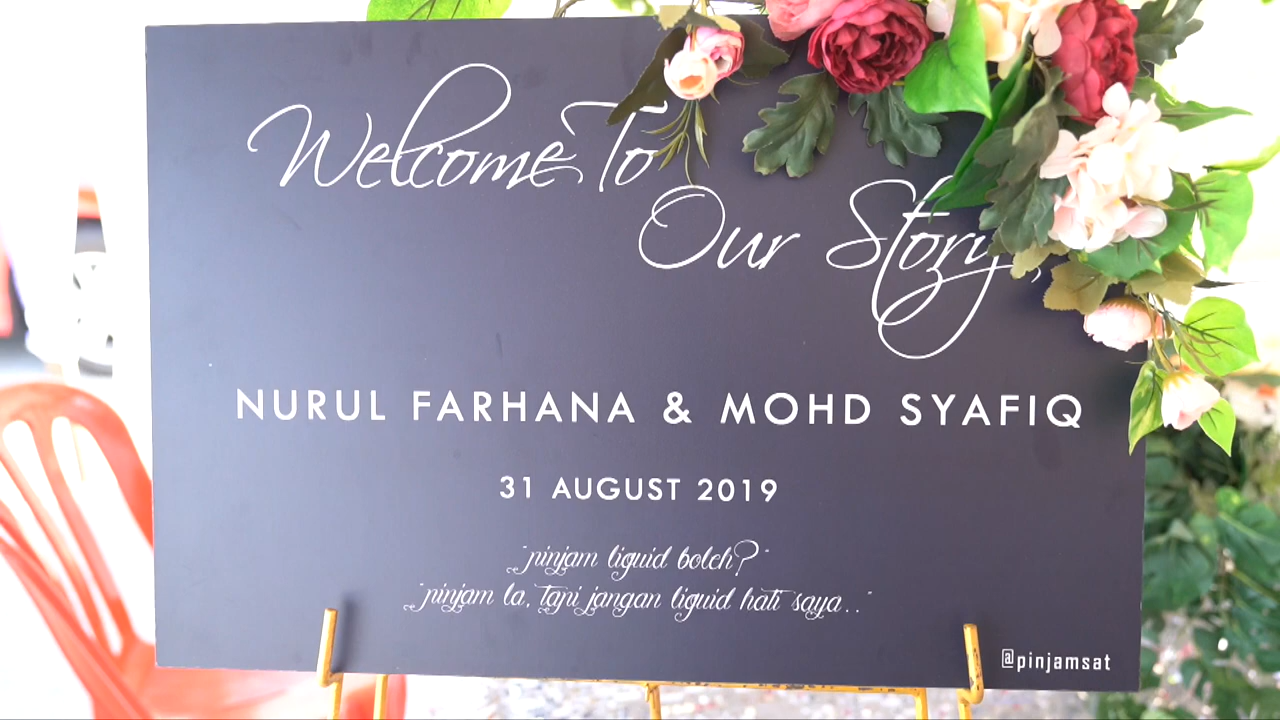 Welcome To
Our Story,
NURUL FARHANA & MOHD SYAFIQ
31 AUGUST 2019
"pinjam liquid boleh?"
"pinjam la, tapi jangan liquid hati saya.."
@pinjamsat